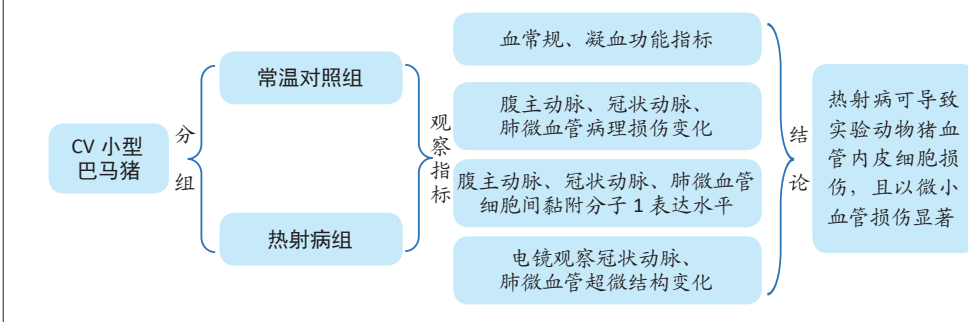 CV 小型
巴马猪
分
组
常温对照组
热射病组
观
察
指
标
血常规、凝血功能指标
腹主动脉、冠状动脉、
肺微血管病理损伤变化
腹主动脉、冠状动脉、肺微血管
细胞间黏附分子 1 表达水平
电镜观察冠状动脉、
肺微血管超微结构变化
结
论
热射病可导致
实验动物猪血
管内皮细胞损
伤，且以微小
血管损伤显著